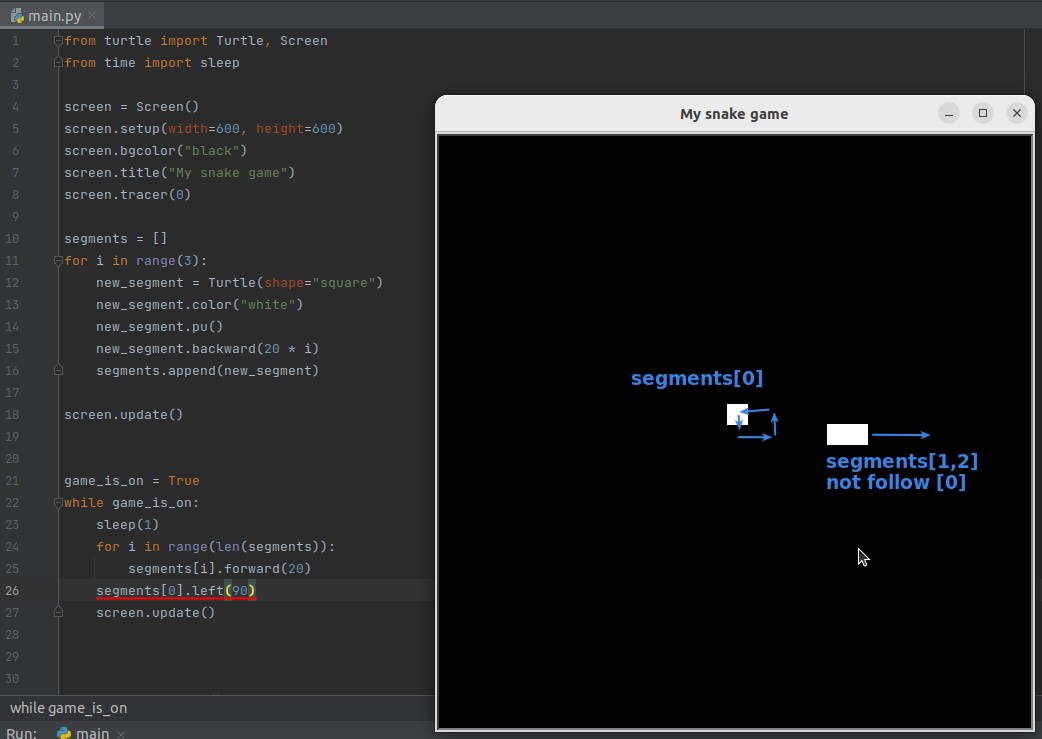 main.py
1 from turtle import Turtle, Screen
2 from time import sleep
3
4 screen = Screen()
5 screen.setup(width=600, height=600)
6 screen.bgcolor("black")
7 screen.title("My snake game")
8 screen.tracer(0)
9
10 segments = []
11 for i in range(3):
12 new_segment = Turtle(shape="square")
13 new_segment.color("white")
14 new_segment.pu()
15 new_segment.backward(20 * i)
16 segments.append(new_segment)
17
18 screen.update()
19
20
21 game_is_on = True
22 while game_is_on:
23 sleep(1)
24 for i in range(len(segments)):
25 segments[i].forward(20)
26 segments[0].left(90)
27 screen.update()
28
29
30
while game_is_on
Run: main
My snake game
segments[0]
segments[1,2]
not follow [0]